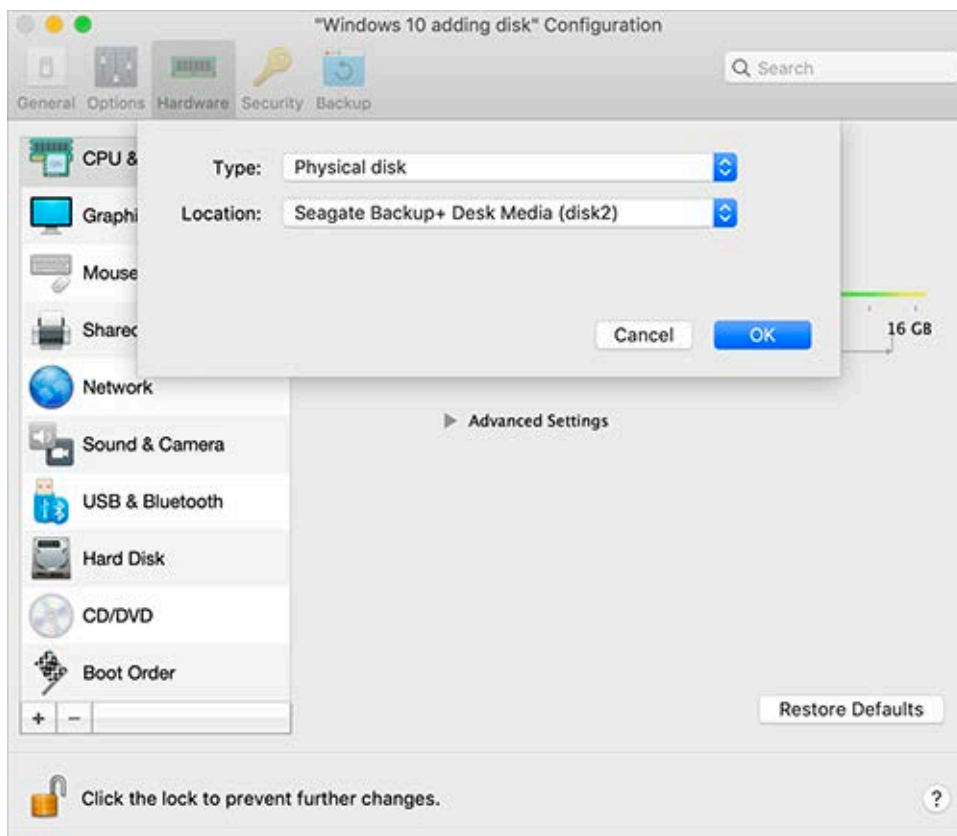 "Windows 10 adding disk" Configuration
General Options Hardware Security Backup
Search
CPU &
Type: Physical disk
Graphi
Location: Seagate Backup+ Desk Media (disk2)
Mouse
Shared
Cancel OK
16 GB
Network
Advanced Settings
Sound & Camera
USB & Bluetooth
Hard Disk
CD/DVD
Boot Order
+ −
Restore Defaults
Click the lock to prevent further changes.
?